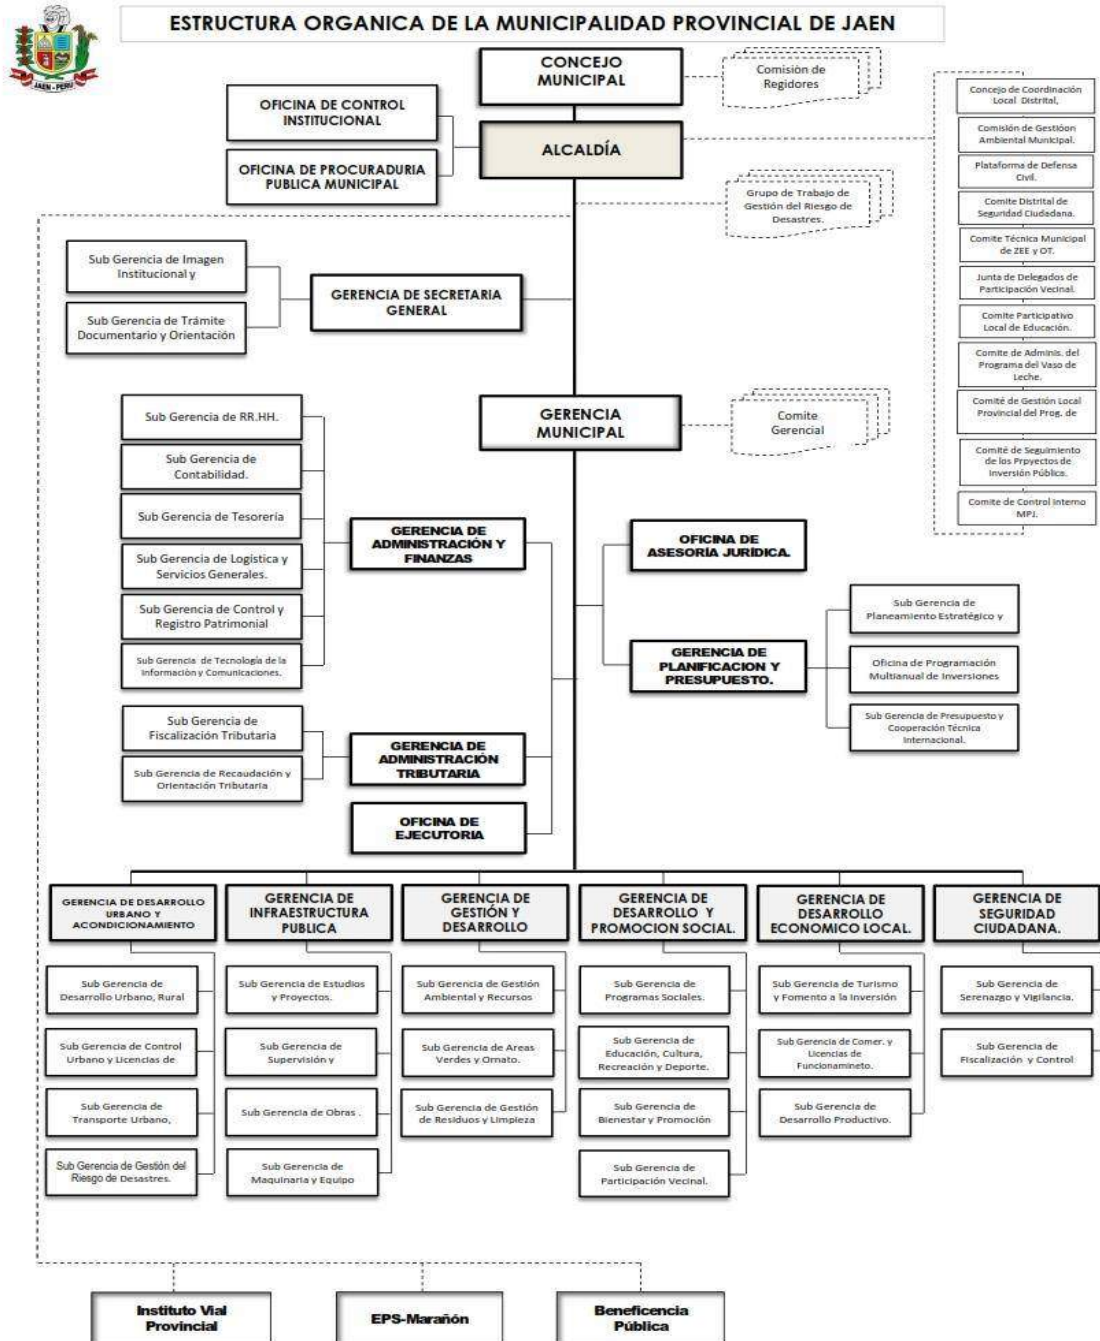 ESTRUCTURA ORGANICA DE LA MUNICIPALIDAD PROVINCIAL DE JAEN
JAEN - PERU
CONCEJO
MUNICIPAL
Comisión de
Regidores
OFICINA DE CONTROL
INSTITUCIONAL
ALCALDÍA
OFICINA DE PROCURADURIA
PUBLICA MUNICIPAL
Concejo de Coordinación
Local Distrital,
Comisión de Gestióon
Ambiental Municipal.
Plataforma de Defensa
Civil.
Comite Distrital de
Seguridad Ciudadana.
Comite Técnica Municipal
de ZEE y OT.
Junta de Delegados de
Participación Vecinal.
Comite Participativo
Local de Educación.
Comite de Adminis. del
Programa del Vaso de
Leche.
Comité de Gestión Local
Provincial del Prog. de
Comité de Seguimiento
de los Prpyectos de
Inversión Pública.
Comite de Control Interno
MPJ.
Grupo de Trabajo de
Gestión del Riesgo de
Desastres.
Sub Gerencia de Imagen
Institucional y
GERENCIA DE SECRETARIA
GENERAL
Sub Gerencia de Trámite
Documentario y Orientación
GERENCIA
MUNICIPAL
Comite
Gerencial
Sub Gerencia de RR.HH.
Sub Gerencia de
Contabilidad.
Sub Gerencia de Tesorería
Sub Gerencia de Logística y
Servicios Generales.
Sub Gerencia de Control y
Registro Patrimonial
Sub Gerencia de Tecnología de la
Información y Comunicaciones.
GERENCIA DE
ADMINISTRACIÓN Y
FINANZAS
OFICINA DE
ASESORÍA JURÍDICA.
GERENCIA DE
PLANIFICACION Y
PRESUPUESTO.
Sub Gerencia de
Planeamiento Estratégico y
Oficina de Programación
Multianual de Inversiones
Sub Gerencia de Presupuesto y
Cooperación Técnica
Internacional.
Sub Gerencia de
Fiscalización Tributaria
Sub Gerencia de Recaudación y
Orientación Tributaria
GERENCIA DE
ADMINISTRACIÓN
TRIBUTARIA
OFICINA DE
EJECUTORIA
GERENCIA DE DESARROLLO
URBANO Y
ACONDICIONAMIENTO
Sub Gerencia de
Desarrollo Urbano, Rural
Sub Gerencia de Control
Urbano y Licencias de
Sub Gerencia de
Transporte Urbano,
Sub Gerencia de Gestión del
Riesgo de Desastres.
GERENCIA DE
INFRAESTRUCTURA
PUBLICA
Sub Gerencia de Estudios
y Proyectos.
Sub Gerencia de
Supervisión y
Sub Gerencia de Obras .
Sub Gerencia de
Maquinaria y Equipo
GERENCIA DE
GESTIÓN Y
DESARROLLO
Sub Gerencia de Gestión
Ambiental y Recursos
Sub Gerencia de Areas
Verdes y Ornato.
Sub Gerencia de Gestión
de Residuos y Limpieza
GERENCIA DE
DESARROLLO Y
PROMOCION SOCIAL.
Sub Gerencia de
Programas Sociales.
Sub Gerencia de
Educación, Cultura,
Recreación y Deporte.
Sub Gerencia de
Bienestar y Promoción
Sub Gerencia de
Participación Vecinal.
GERENCIA DE
DESARROLLO
ECONOMICO LOCAL.
Sub Gerencia de Turismo
y Fomento a la Inversión
Sub Gerencia de Comer. y
Licencias de
Funcionamineto.
Sub Gerencia de
Desarrollo Productivo.
GERENCIA DE
SEGURIDAD
CIUDADANA.
Sub Gerencia de
Serenazgo y Vigilancia.
Sub Gerencia de
Fiscalización y Control
Instituto Vial
Provincial
EPS-Marañón
Beneficencia
Pública